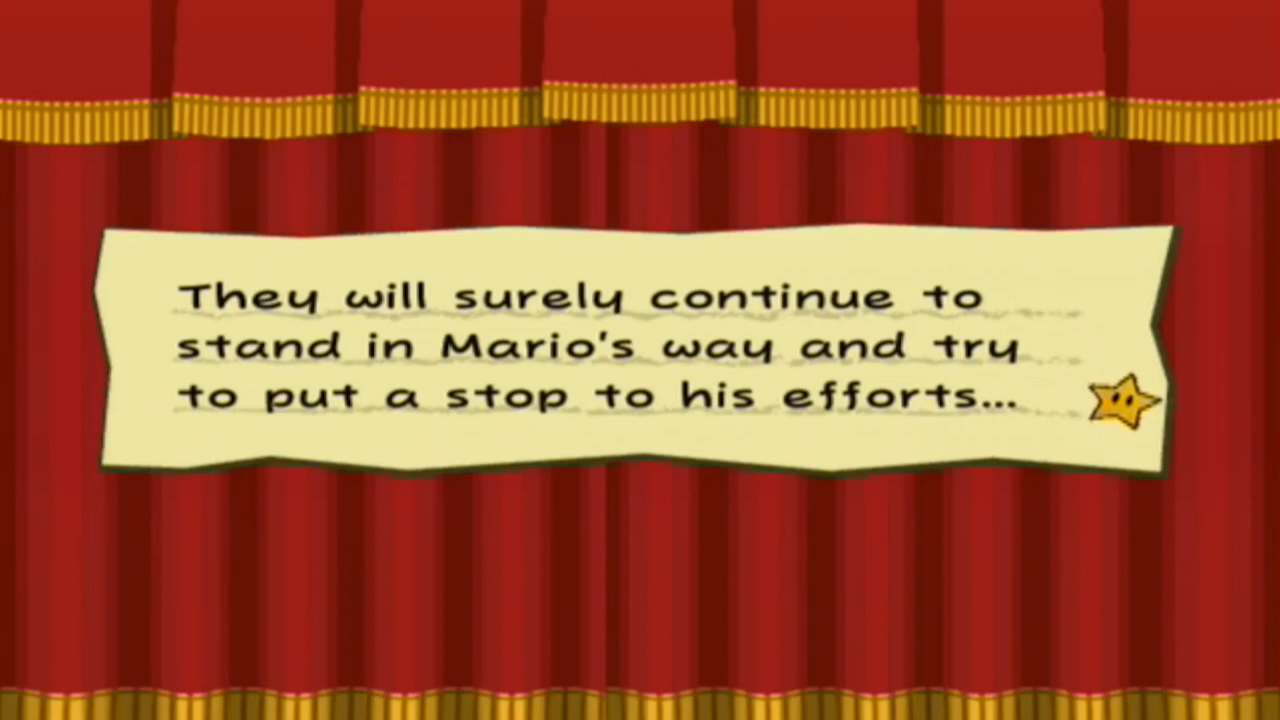 They will surely continue to
stand in Mario's way and try
to put a stop to his efforts...